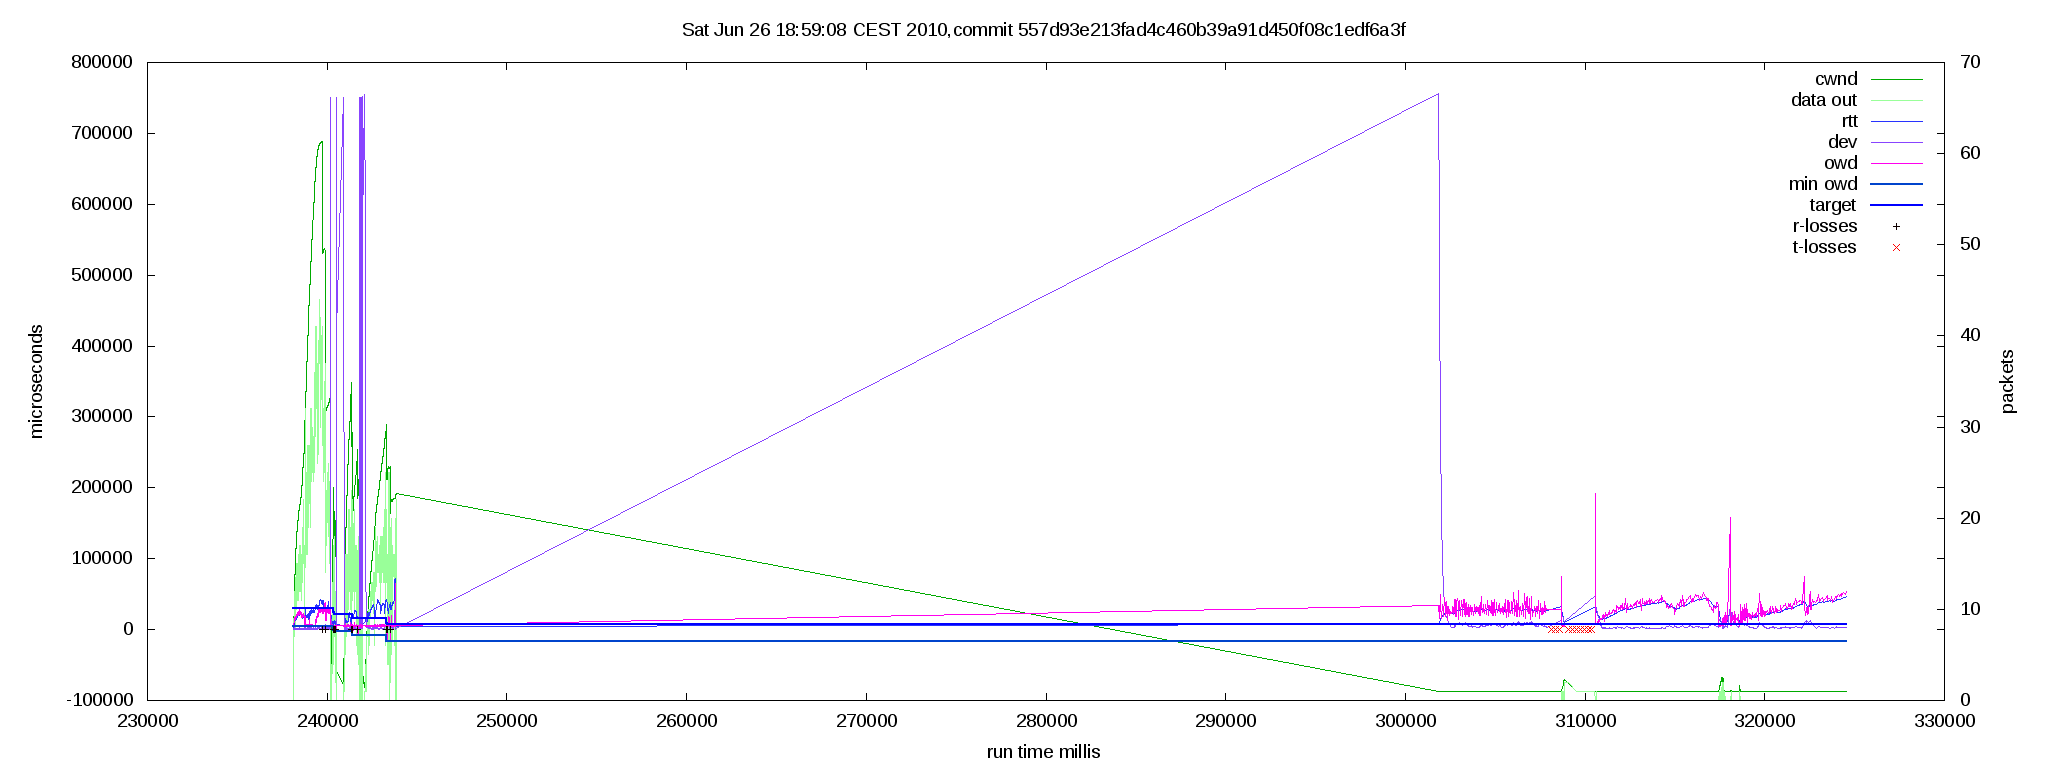 Sat Jun 26 18:59:08 CEST 2010, commit 557d93e213fad4c460b39a91d450f08c1edf6a3f
800000
700000
600000
500000
400000
300000
200000
100000
0
-100000
microseconds
70
60
50
40
30
20
10
0
packets
cwnd
data out
rtt
dev
owd
min owd
target
r-losses
t-losses
230000
240000
250000
260000
270000
280000
290000
300000
310000
320000
330000
run time millis